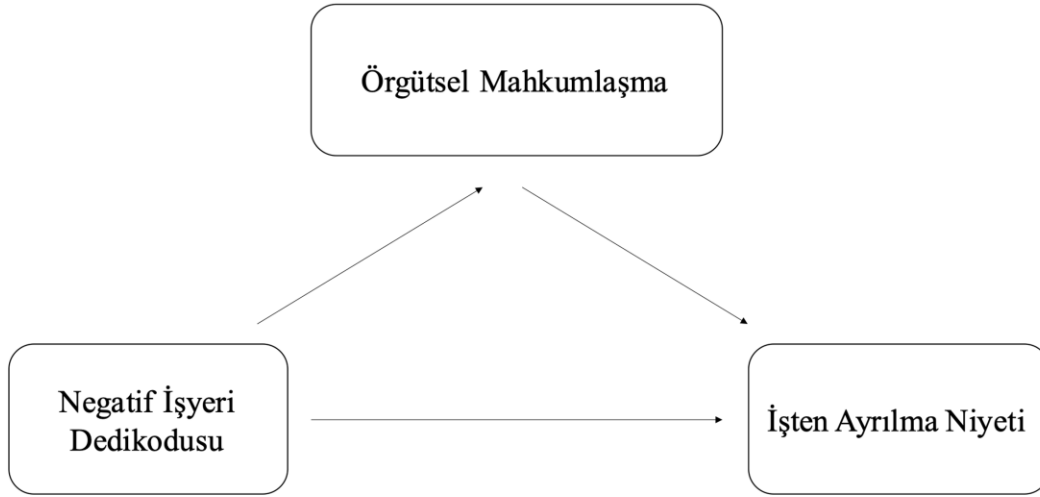 Örgütsel Mahkumlaşma
Negatif İşyeri
Dedikodusu
İşten Ayrılma Niyeti